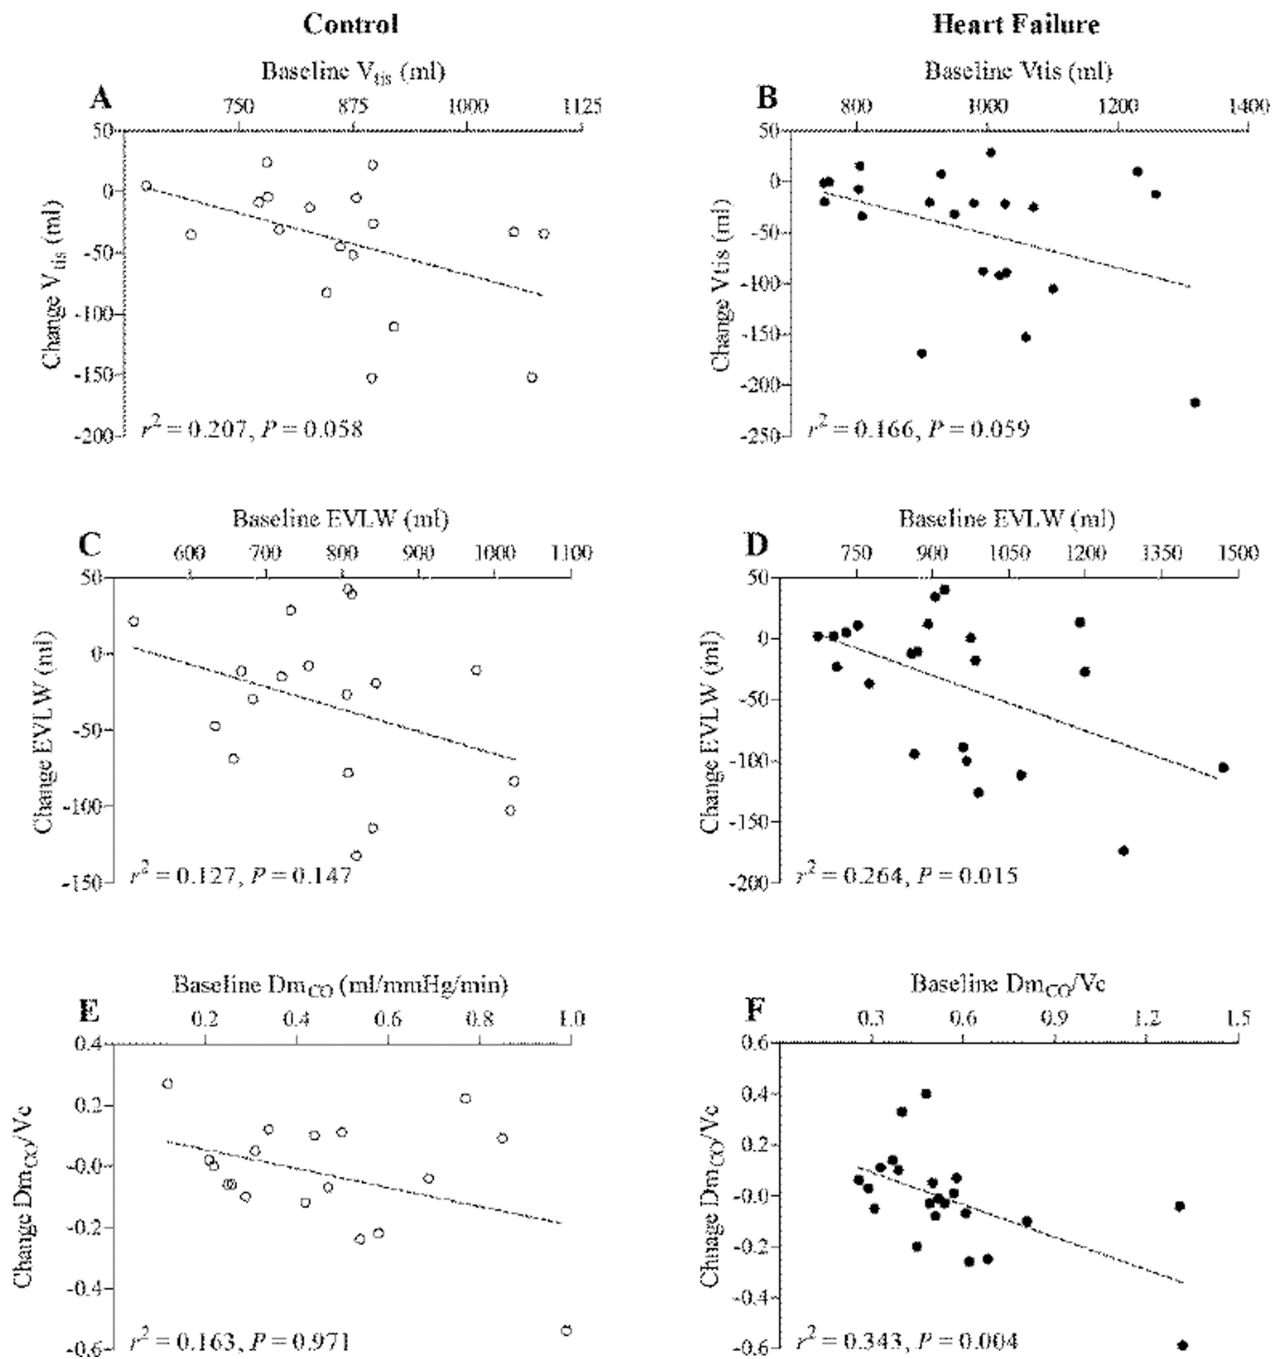 Control
Heart Failure
Baseline Vtis (ml)
Baseline Vtis (ml)
A
750 875 1000 1125
B
800 1000 1200 1400
50
0
-50
-100
-150
-200
Change Vtis (ml)
r2 = 0.207, P = 0.058
50
0
-50
-100
-150
-200
-250
Change Vtis (ml)
r2 = 0.166, P = 0.059
Baseline EVLW (ml)
Baseline EVLW (ml)
C
600 700 800 900 1000 1100
D
750 900 1050 1200 1350 1500
50
0
-50
-100
-150
Change EVLW (ml)
r2 = 0.127, P = 0.147
50
0
-50
-100
-150
-200
Change EVLW (ml)
r2 = 0.264, P = 0.015
Baseline DmCO (ml/mmHg/min)
Baseline DmCO/Vc
E
0.2 0.4 0.6 0.8 1.0
F
0.3 0.6 0.9 1.2 1.5
0.4
0.2
-0.0
-0.2
-0.4
-0.6
Change DmCO/Vc
r2 = 0.163, P = 0.971
0.6
0.4
0.2
-0.0
-0.2
-0.4
-0.6
Chnage DmCO/Vc
r2 = 0.343, P = 0.004